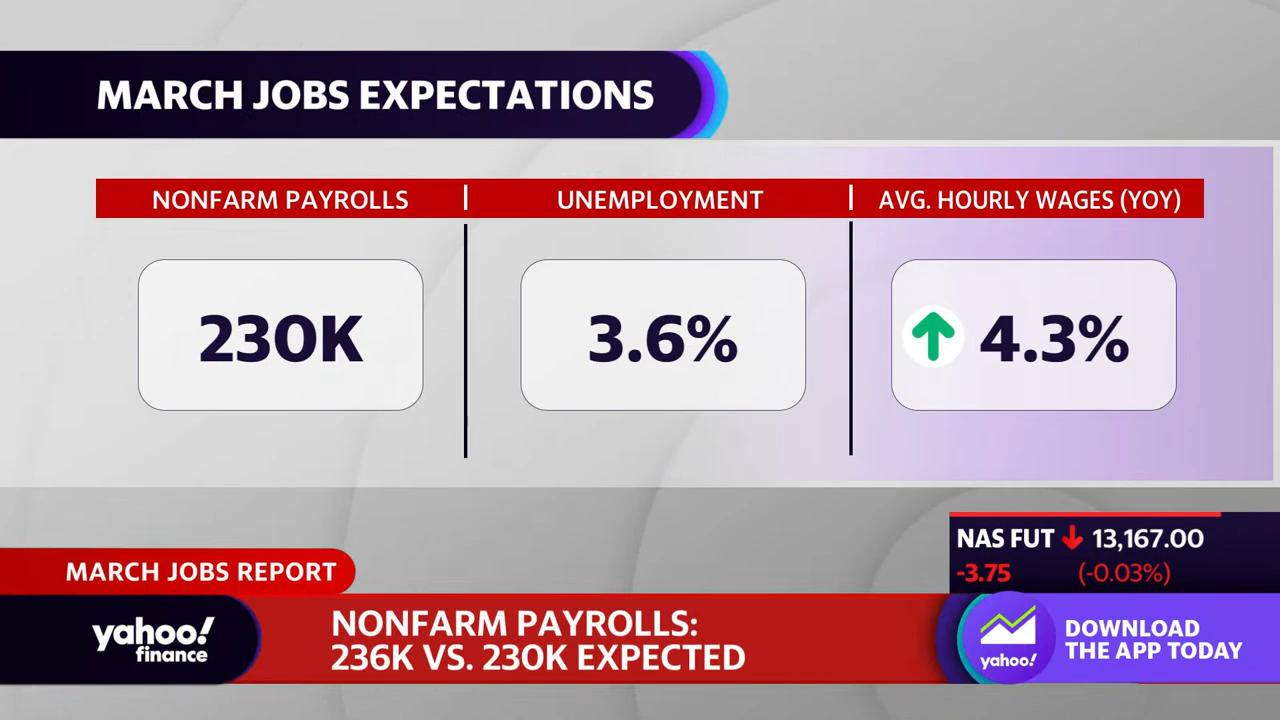 MARCH JOBS EXPECTATIONS
NONFARM PAYROLLS
UNEMPLOYMENT
AVG. HOURLY WAGES (YOY)
230K
3.6%
4.3%
NAS FUT 13,167.00
-3.75 (-0.03%)
MARCH JOBS REPORT
yahoo!
finance
NONFARM PAYROLLS:
236K VS. 230K EXPECTED
yahoo!
DOWNLOAD
THE APP TODAY